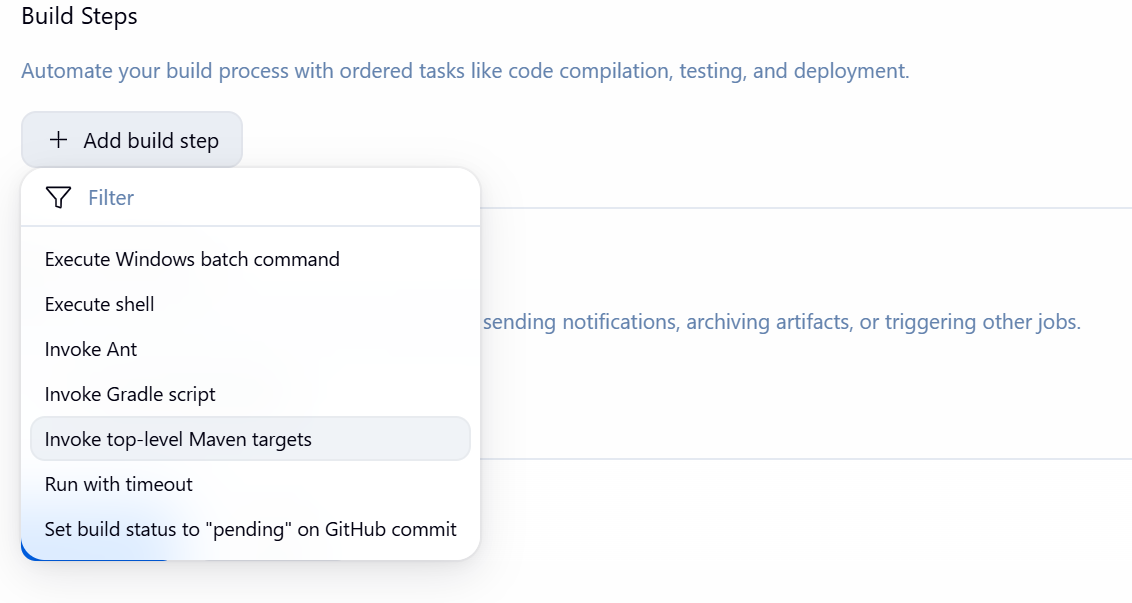 Build Steps
Automate your build process with ordered tasks like code compilation, testing, and deployment.
Add build step
Filter
Execute Windows batch command
Execute shell
sending notifications, archiving artifacts, or triggering other jobs.
Invoke Ant
Invoke Gradle script
Invoke top-level Maven targets
Run with timeout
Set build status to "pending" on GitHub commit